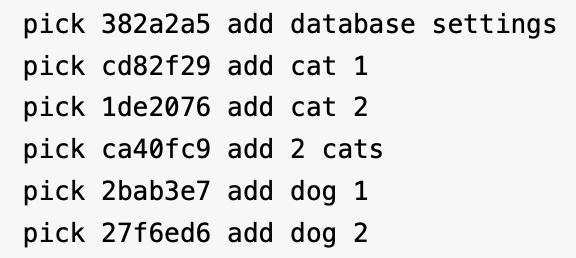 pick 382a2a5 add database settings
pick cd82f29 add cat 1
pick 1de2076 add cat 2
pick ca40fc9 add 2 cats
pick 2bab3e7 add dog 1
pick 27f6ed6 add dog 2